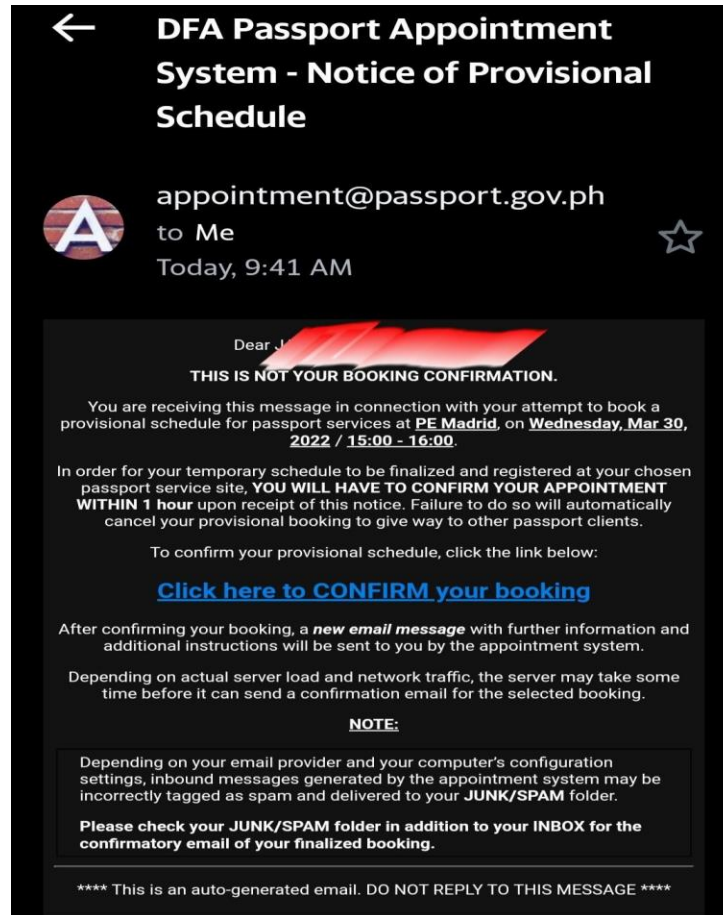 DFA Passport Appointment
System - Notice of Provisional
Schedule
A
appointment@passport.gov.ph
to Me
Today, 9:41 AM
Dear
THIS IS NOT YOUR BOOKING CONFIRMATION.
You are receiving this message in connection with your attempt to book a
provisional schedule for passport services at PE Madrid, on Wednesday, Mar 30,
2022 / 15:00 - 16:00.
In order for your temporary schedule to be finalized and registered at your chosen
passport service site, YOU WILL HAVE TO CONFIRM YOUR APPOINTMENT
WITHIN 1 hour upon receipt of this notice. Failure to do so will automatically
cancel your provisional booking to give way to other passport clients.
To confirm your provisional schedule, click the link below:
Click here to CONFIRM your booking
After confirming your booking, a new email message with further information and
additional instructions will be sent to you by the appointment system.
Depending on actual server load and network traffic, the server may take some
time before it can send a confirmation email for the selected booking.
NOTE:
Depending on your email provider and your computer's configuration
settings, inbound messages generated by the appointment system may be
incorrectly tagged as spam and delivered to your JUNK/SPAM folder.
Please check your JUNK/SPAM folder in addition to your INBOX for the
confirmatory email of your finalized booking.
**** This is an auto-generated email. DO NOT REPLY TO THIS MESSAGE ****